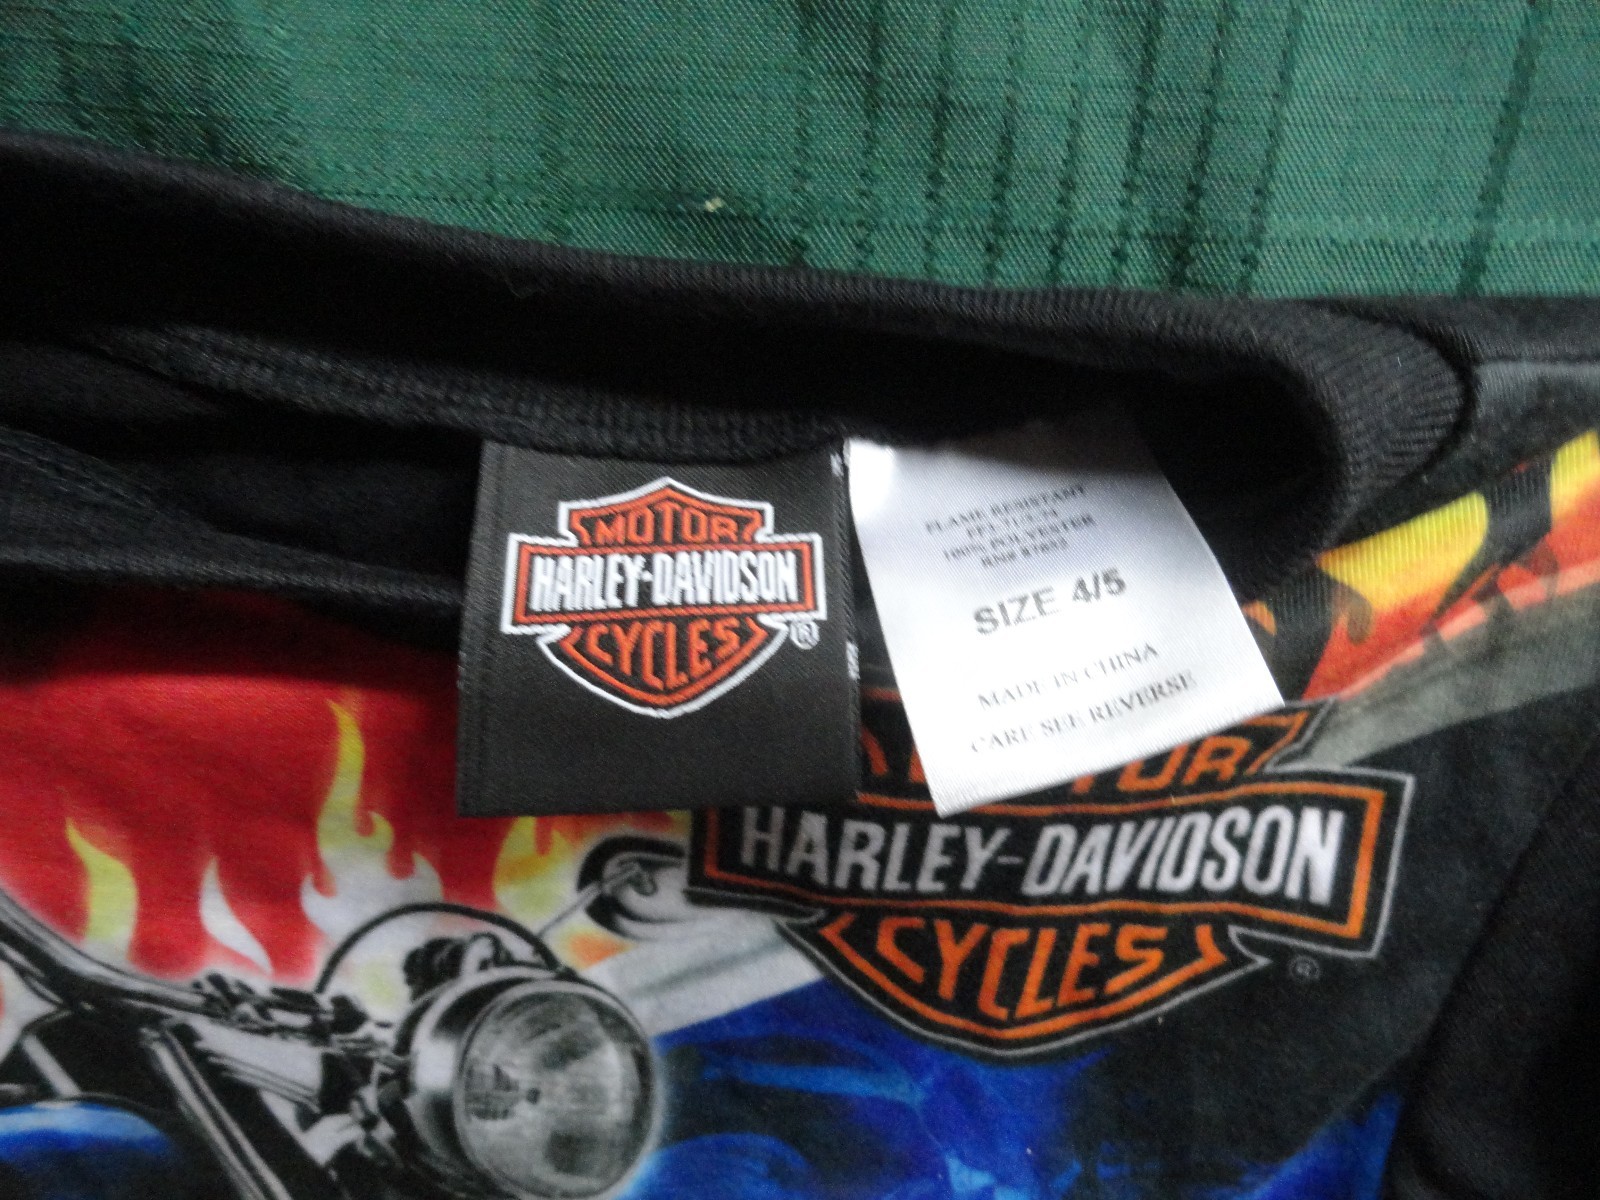 MOTOR
HARLEY-DAVIDSON
CYCLES
®
FLAME RESISTANT
100% POLYESTER
SIZE 4/5
MADE IN CHINA
CARE SEE REVERSE
HARLEY-DAVIDSON
CYCLES
®